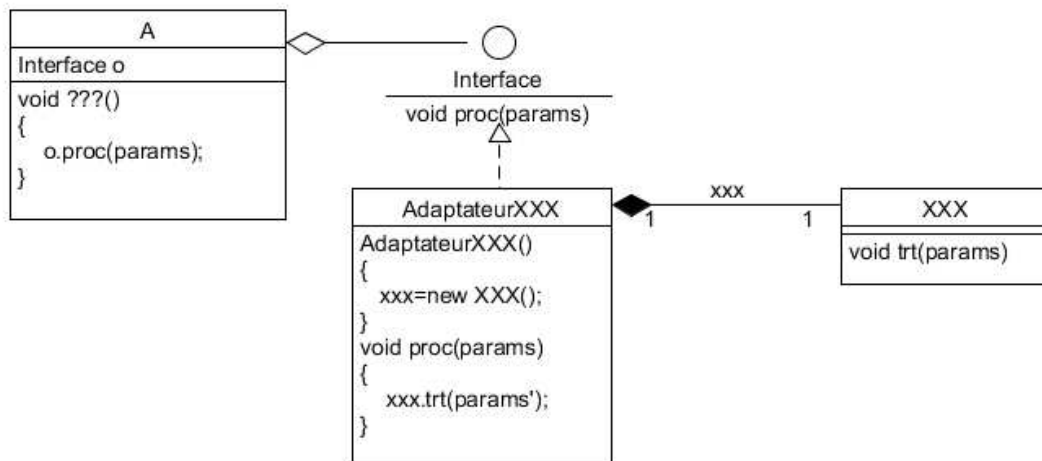 A
Interface o
void ???()
{
o.proc(params);
}
Interface
void proc(params)
AdaptateurXXX
AdaptateurXXX()
{
xxx=new XXX();
}
void proc(params)
{
xxx.trt(params');
}
1
xxx
1
XXX
void trt(params)